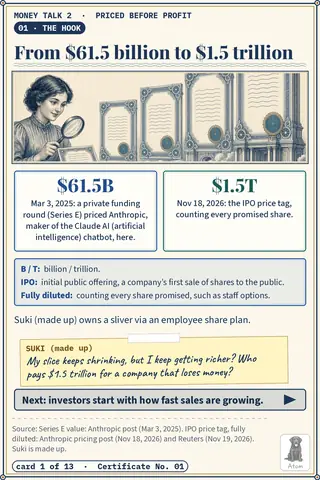 MONEY TALK 2 · PRICED BEFORE PROFIT
01 · THE HOOK
From $61.5 billion to $1.5 trillion
$61.5B
Mar 3, 2025: a private funding
round (Series E) priced Anthropic,
maker of the Claude AI (artificial
intelligence) chatbot, here.
$1.5T
Nov 18, 2026: the IPO price tag,
counting every promised share.
B / T: billion / trillion.
IPO: initial public offering, a company's first sale of shares to the public.
Fully diluted: counting every share promised, such as staff options.
Suki (made up) owns a sliver via an employee share plan.
SUKI (made up)
My slice keeps shrinking, but I keep getting richer? Who
pays $1.5 trillion for a company that loses money?
Next: investors start with how fast sales are growing.
Source: Series E value: Anthropic post (Mar 2025). IPO price tag, fully
diluted: Anthropic pricing post (Nov 18, 2026) and Reuters (Nov 19, 2026).
Suki is made up.
card 1 of 13 · Certificate No. 01
Atom